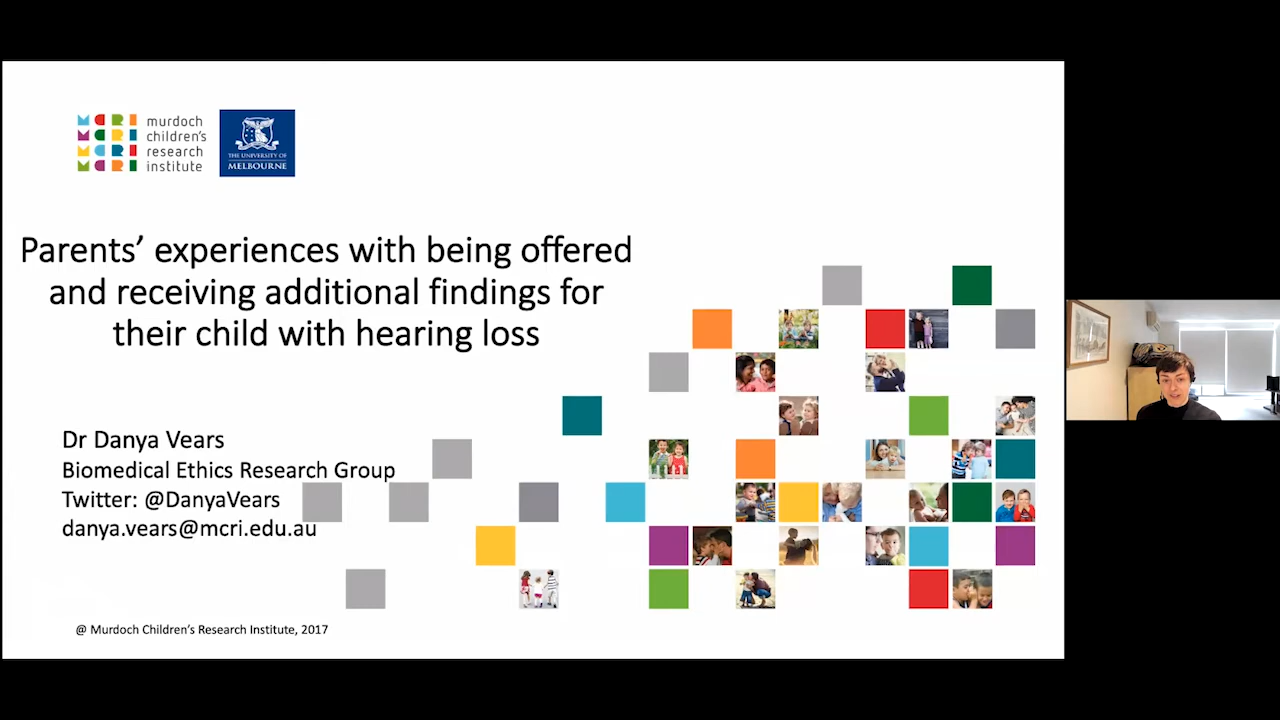 murdoch
children's
research
institute
THE UNIVERSITY OF
MELBOURNE
Parents’ experiences with being offered
and receiving additional findings for
their child with hearing loss
Dr Danya Vears
Biomedical Ethics Research Group
Twitter: @DanyaVears
danya.vears@mcri.edu.au
@ Murdoch Children’s Research Institute, 2017